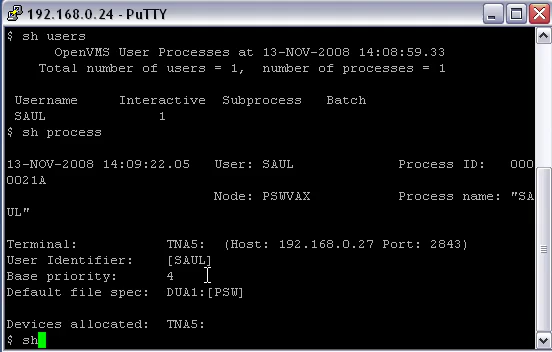 192.168.0.24 - PuTTY
$ sh users
OpenVMS User Processes at 13-NOV-2008 14:08:59.33
Total number of users = 1, number of processes = 1
Username Interactive Subprocess Batch
SAUL 1
$ sh process
13-NOV-2008 14:09:22.05 User: SAUL Process ID: 000
0021A
Node: PSWVAX Process name: "SA
UL"
Terminal: TNA5: (Host: 192.168.0.27 Port: 2843)
User Identifier: [SAUL]
Base priority: 4
Default file spec: DUA1:[PSW]
Devices allocated: TNA5:
$ sh